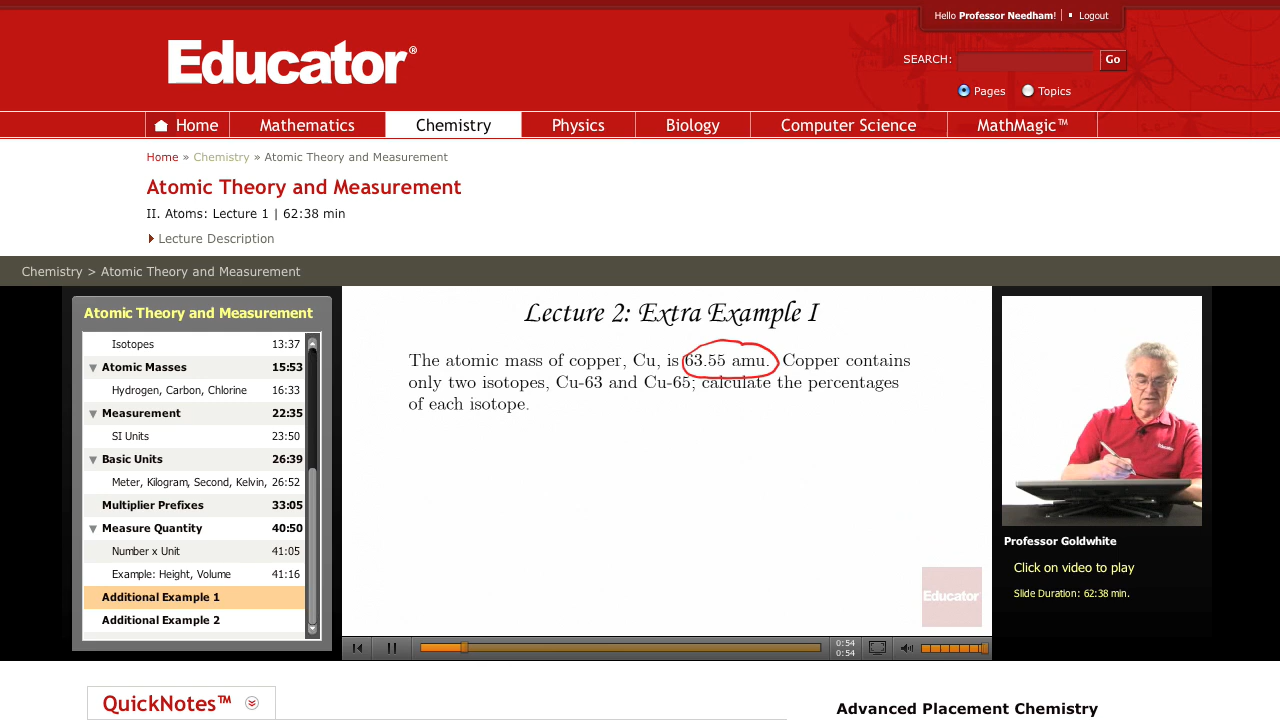 Hello Professor Needham! Logout
Educator®
SEARCH: Go
Pages Topics
Home Mathematics Chemistry Physics Biology Computer Science MathMagic™
Home » Chemistry » Atomic Theory and Measurement
Atomic Theory and Measurement
II. Atoms: Lecture 1 | 62:38 min
Lecture Description
Chemistry > Atomic Theory and Measurement
Atomic Theory and Measurement
Isotopes 13:37
Atomic Masses 15:53
Hydrogen, Carbon, Chlorine 16:33
Measurement 22:35
SI Units 23:50
Basic Units 26:39
Meter, Kilogram, Second, Kelvin, 26:52
Multiplier Prefixes 33:05
Measure Quantity 40:50
Number x Unit 41:05
Example: Height, Volume 41:16
Additional Example 1
Additional Example 2
Lecture 2: Extra Example I
The atomic mass of copper, Cu, is 63.55 amu. Copper contains
only two isotopes, Cu-63 and Cu-65; calculate the percentages
of each isotope.
Educator
0:54
0:54
Professor Goldwhite
Click on video to play
Slide Duration: 62:38 min.
QuickNotes™
Advanced Placement Chemistry